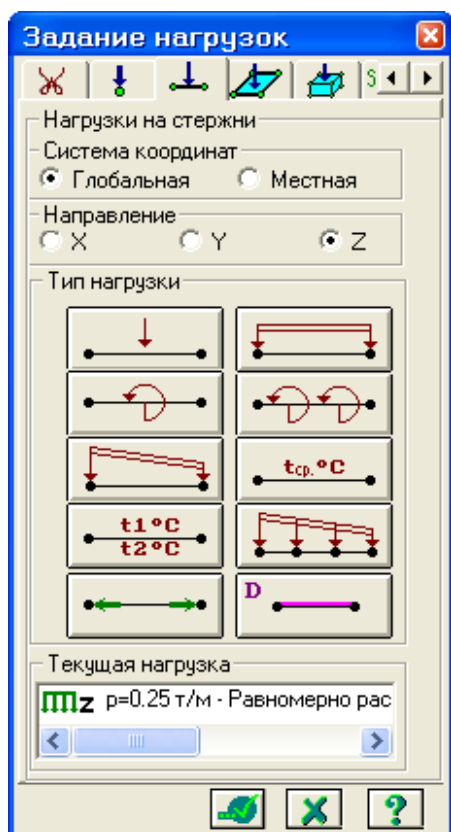 Задание нагрузок
S
Нагрузки на стержни
Система координат
Глобальная Местная
Направление
X Y Z
Тип нагрузки
tср.°C
t1°C
t2°C
D
Текущая нагрузка
z p=0.25 т/м - Равномерно рас
?